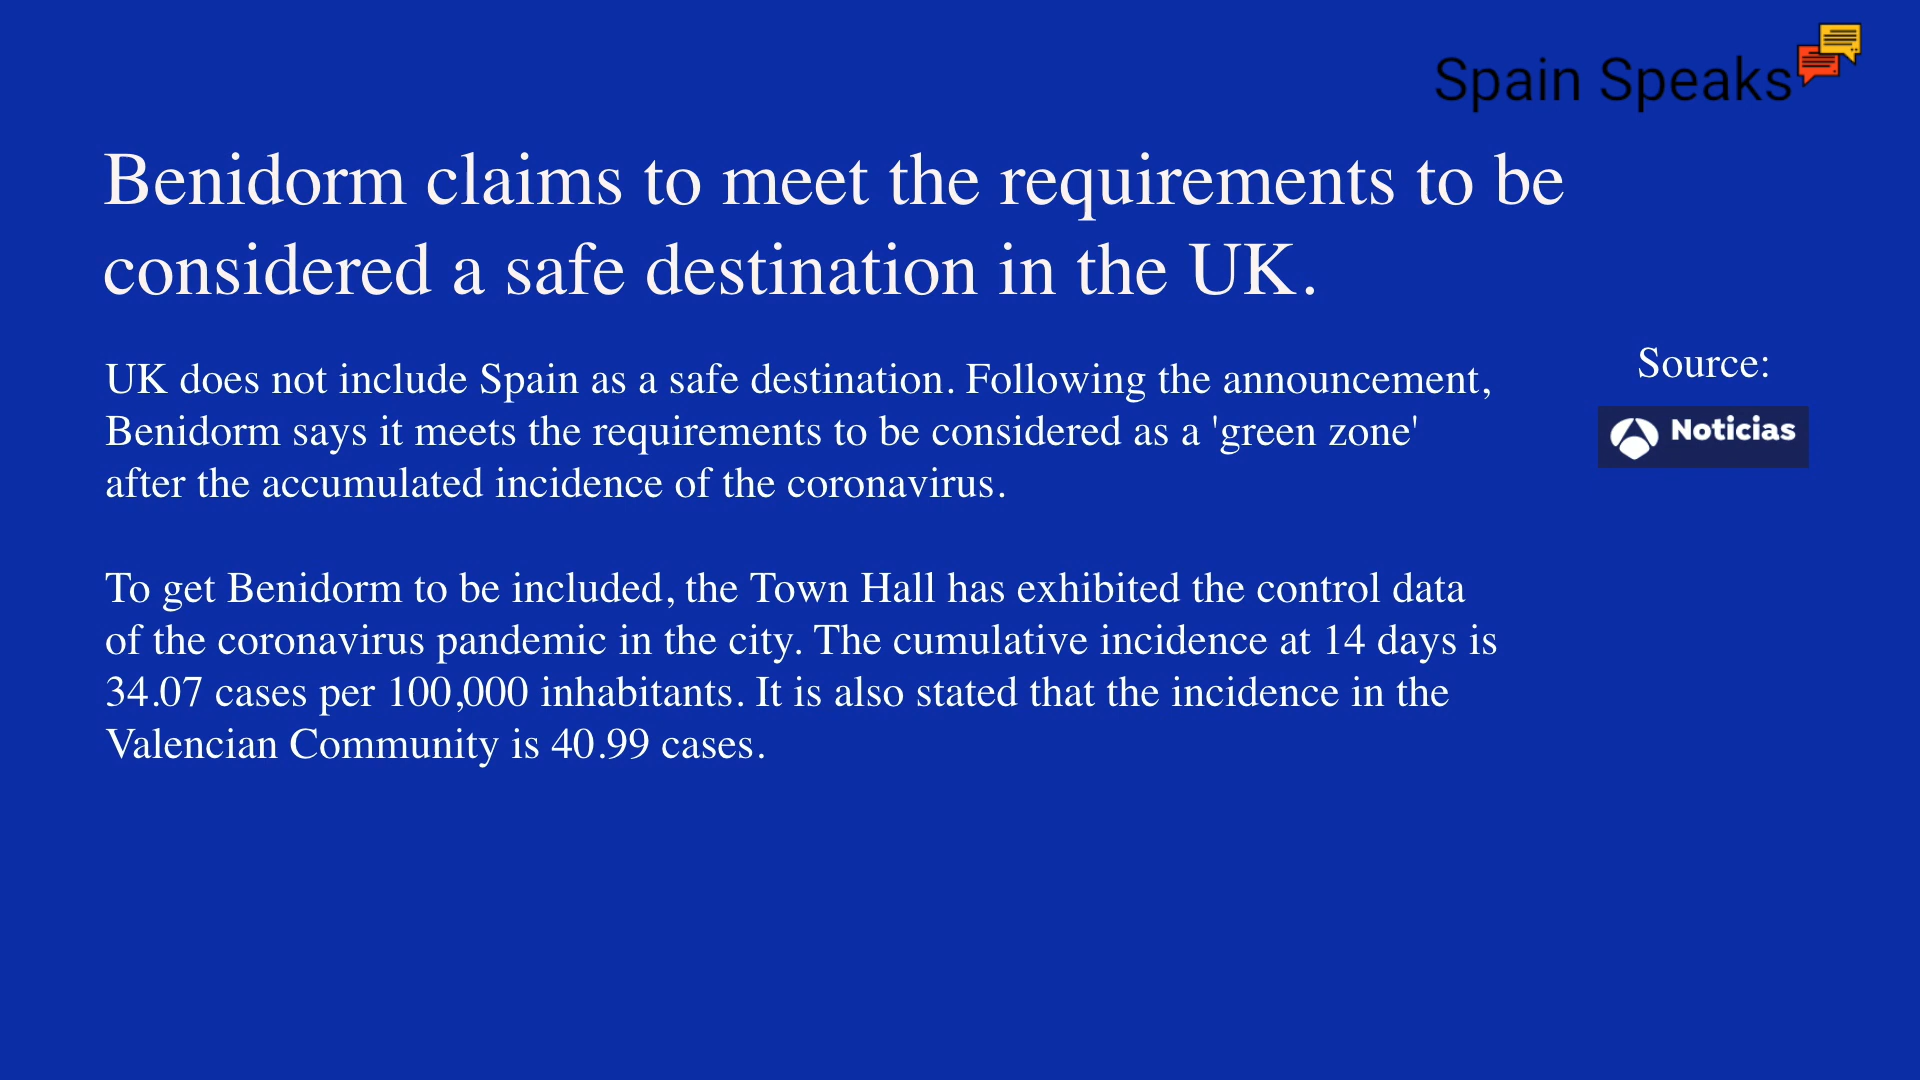 Spain Speaks
Benidorm claims to meet the requirements to be
considered a safe destination in the UK.
UK does not include Spain as a safe destination. Following the announcement,
Benidorm says it meets the requirements to be considered as a 'green zone'
after the accumulated incidence of the coronavirus.
To get Benidorm to be included, the Town Hall has exhibited the control data
of the coronavirus pandemic in the city. The cumulative incidence at 14 days is
34.07 cases per 100,000 inhabitants. It is also stated that the incidence in the
Valencian Community is 40.99 cases.
Source:
Noticias